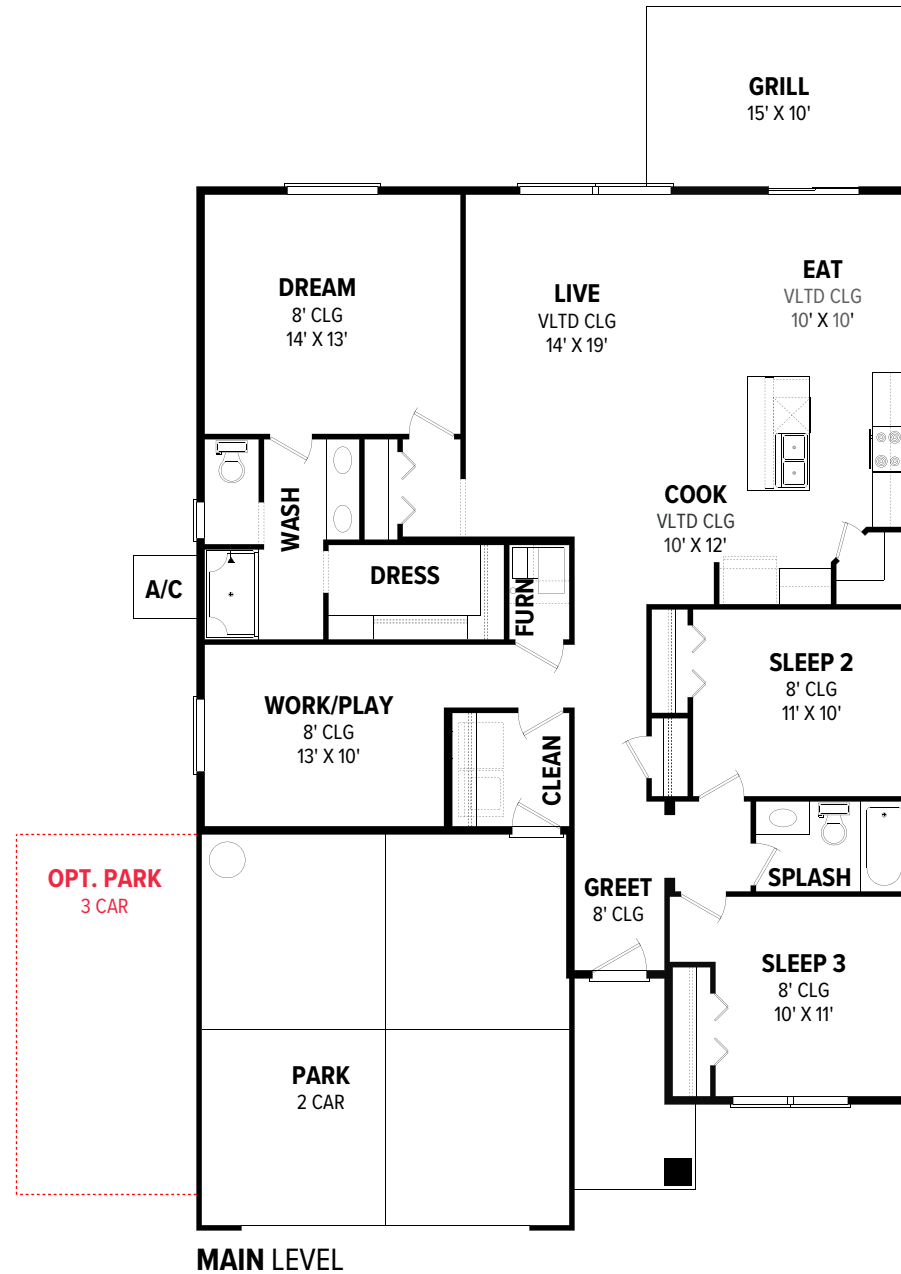 GRILL
15' X 10'
DREAM
8' CLG
14' X 13'
LIVE
VLTD CLG
14' X 19'
EAT
VLTD CLG
10' X 10'
WASH
COOK
VLTD CLG
10' X 12'
A/C
DRESS
FURN
SLEEP 2
8' CLG
11' X 10'
WORK/PLAY
8' CLG
13' X 10'
CLEAN
OPT. PARK
3 CAR
GREET
8' CLG
SPLASH
SLEEP 3
8' CLG
10' X 11'
PARK
2 CAR
MAIN LEVEL